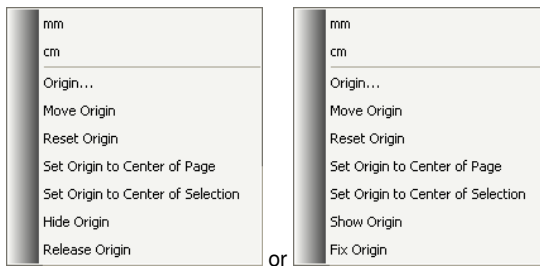 mm
cm
Origin...
Move Origin
Reset Origin
Set Origin to Center of Page
Set Origin to Center of Selection
Hide Origin
Release Origin
or
mm
cm
Origin...
Move Origin
Reset Origin
Set Origin to Center of Page
Set Origin to Center of Selection
Show Origin
Fix Origin